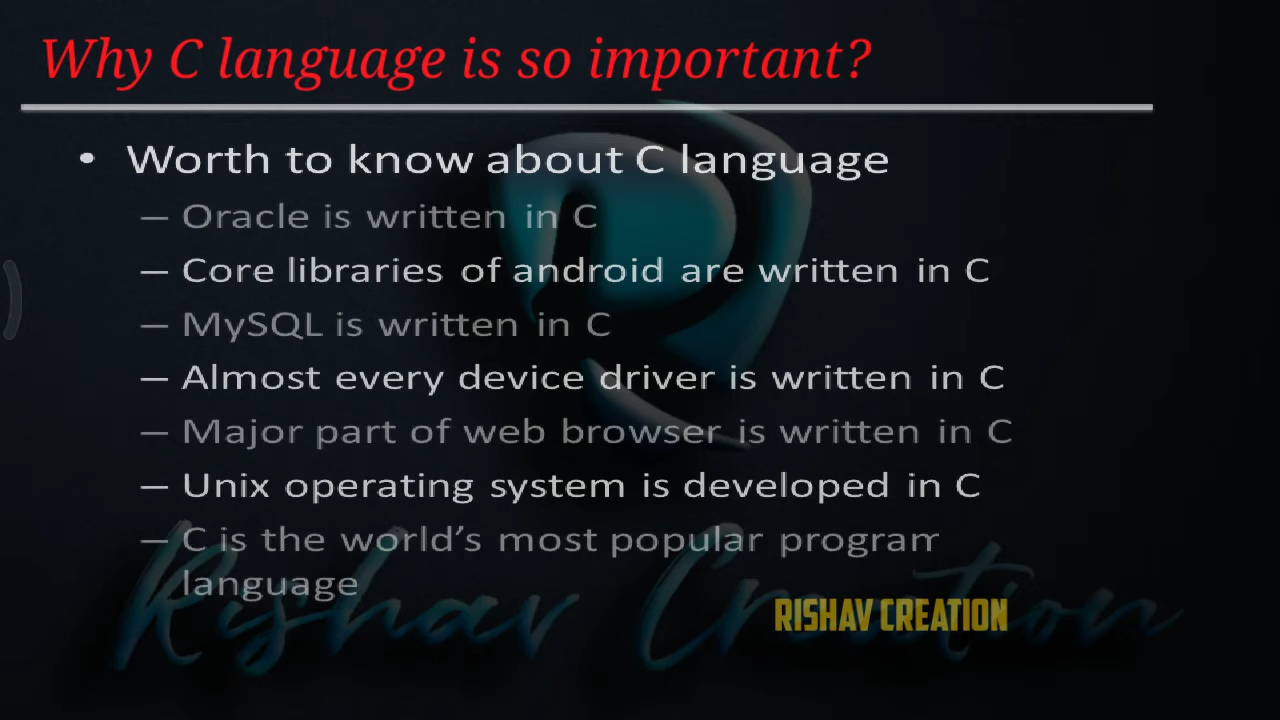 Why C language is so important?
• Worth to know about C language
– Oracle is written in C
– Core libraries of android are written in C
– MySQL is written in C
– Almost every device driver is written in C
– Major part of web browser is written in C
– Unix operating system is developed in C
– C is the world’s most popular program
language
RISHAV CREATION
Rishav Creation